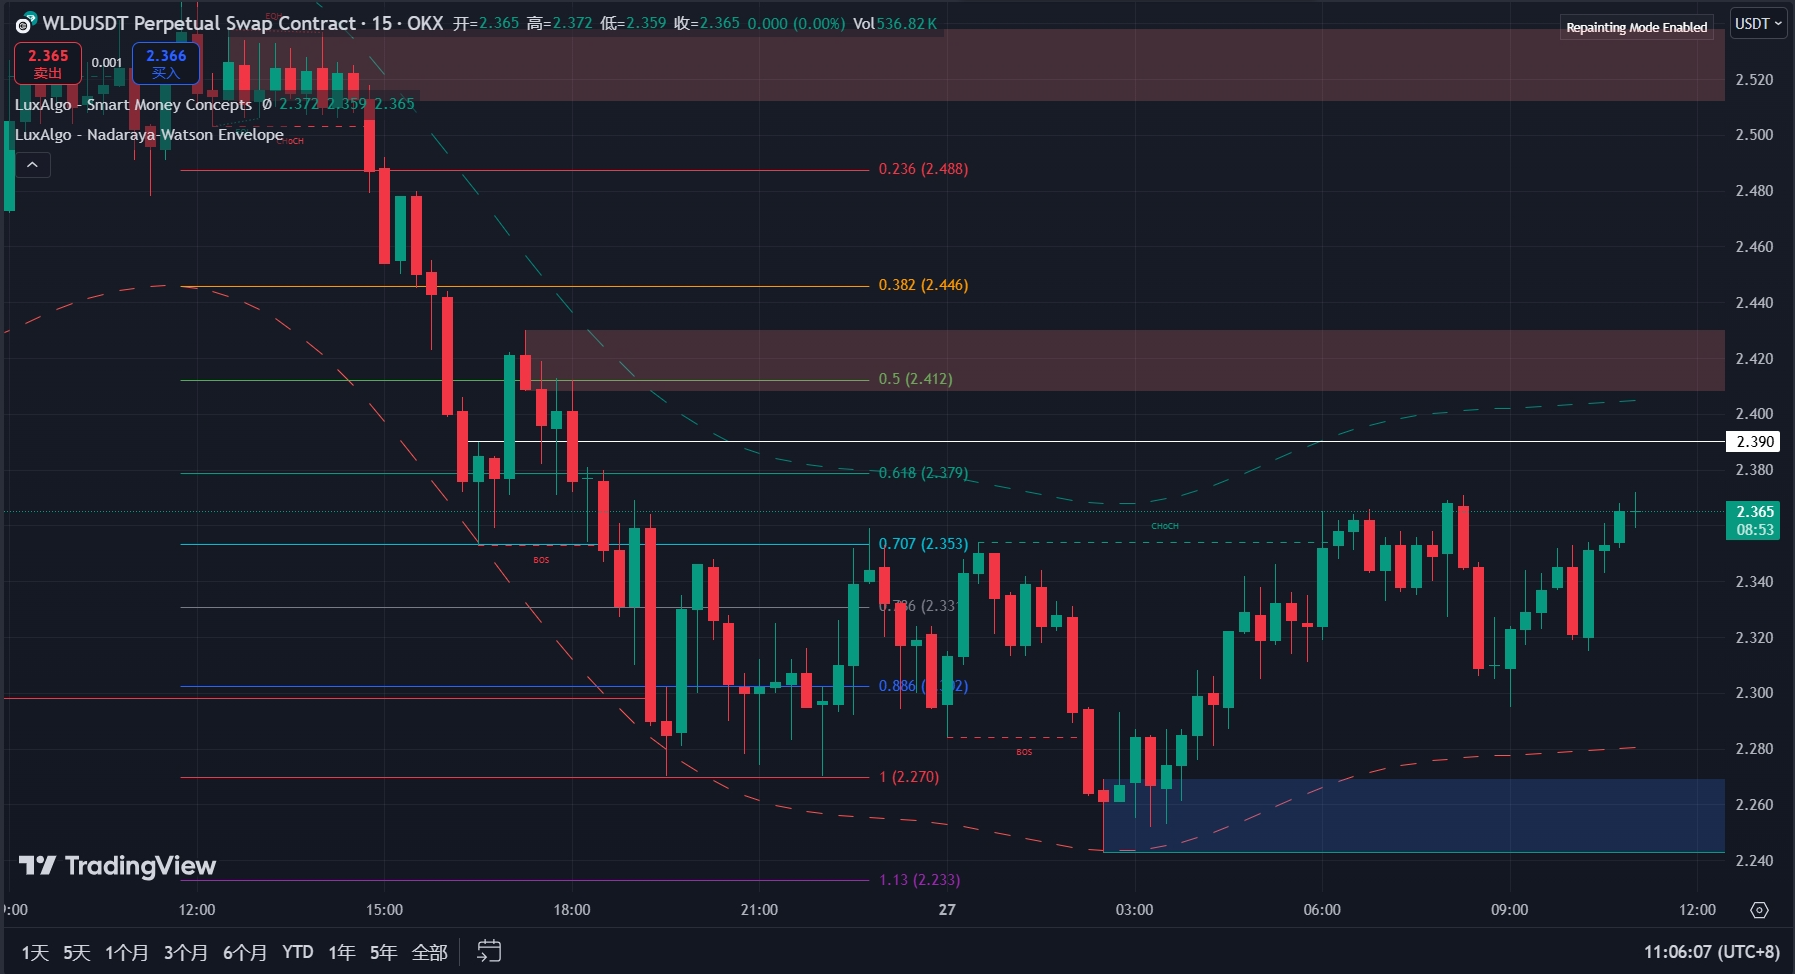 WLDUSDT Perpetual Swap Contract · 15 · OKX 开=2.365 高=2.372 低=2.359 收=2.365 0.000 (0.00%) Vol536.82 K
Repainting Mode Enabled
USDT
2.365
卖出
0.001
2.366
买入
LuxAlgo - Smart Money Concepts Ø 2.372 2.359 2.365
LuxAlgo - Nadaraya-Watson Envelope
CHoCH
0.236 (2.488)
0.382 (2.446)
0.5 (2.412)
0.618 (2.379)
CHoCH
0.707 (2.353)
BOS
0.886
BOS
1 (2.270)
1.13 (2.233)
2.520
2.500
2.480
2.460
2.440
2.420
2.400
2.390
2.380
2.365
08:53
2.340
2.320
2.300
2.280
2.260
2.240
TradingView
:00
12:00
15:00
18:00
21:00
27
03:00
06:00
09:00
12:00
1天 5天 1个月 3个月 6个月 YTD 1年 5年 全部
11:06:07 (UTC+8)